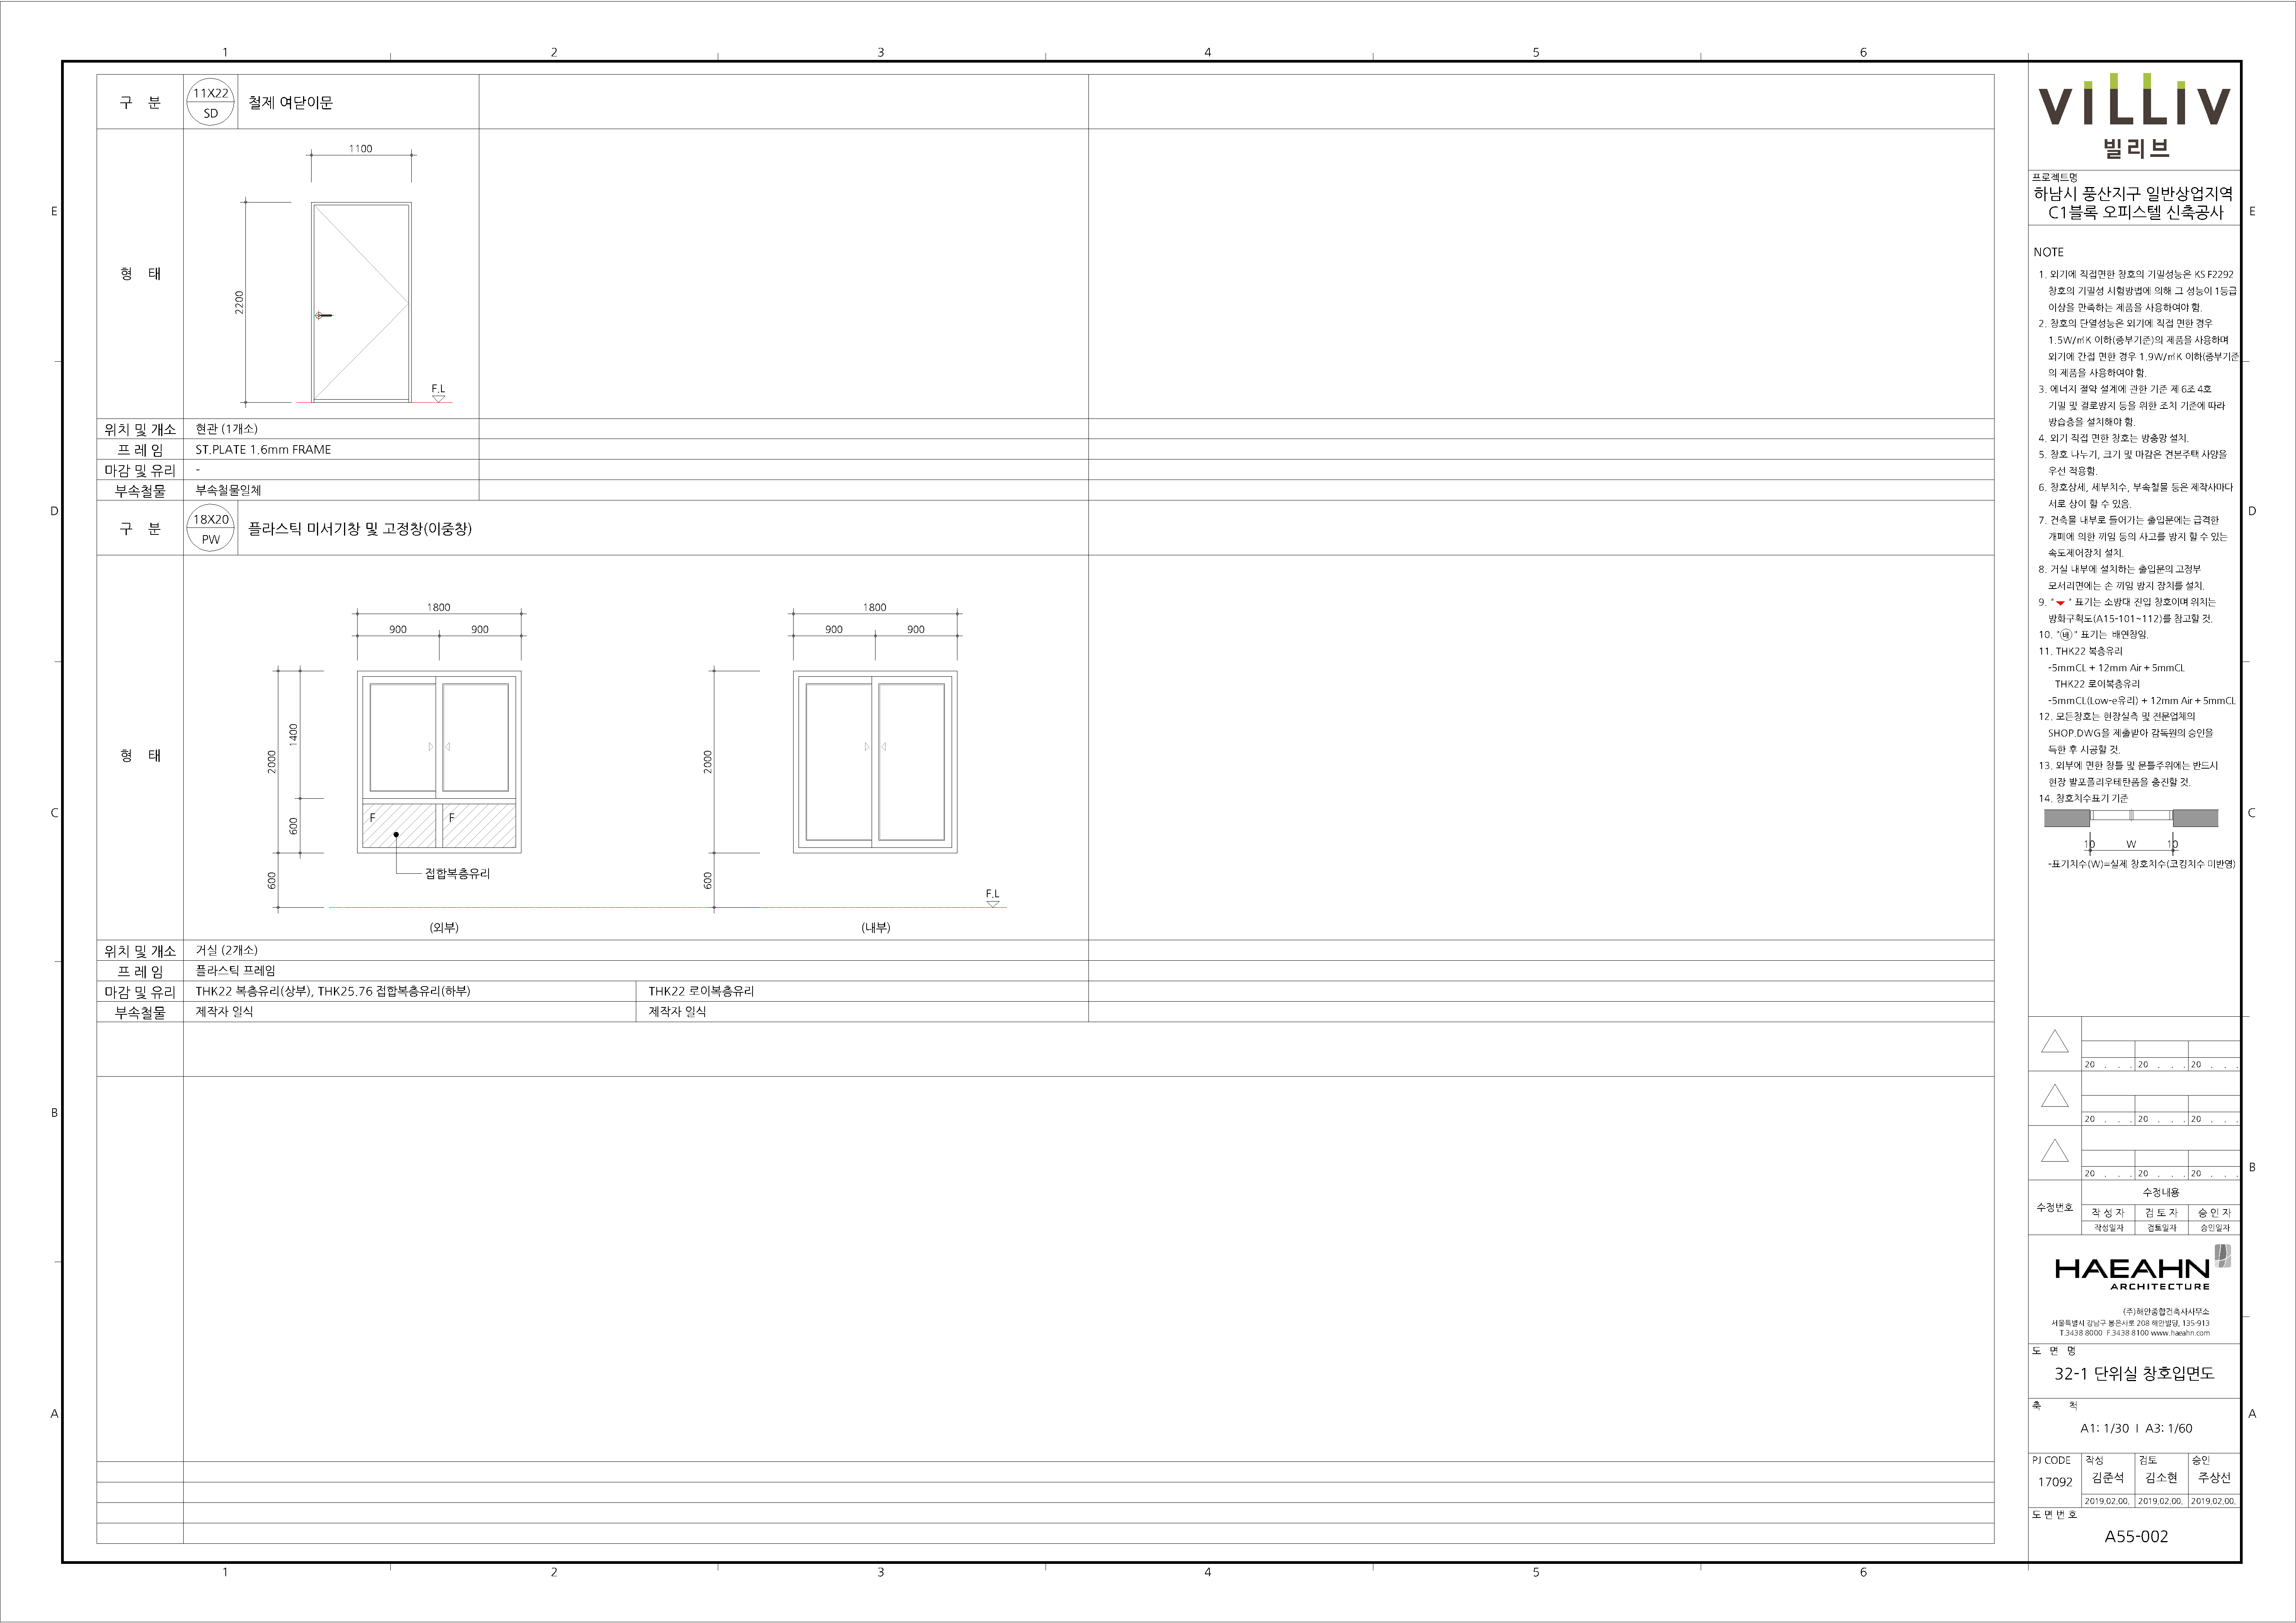 1 2 3 4 5 6
구 분
11X22
SD
철제 여닫이문
1100
2200
F.L
형 태
위치 및 개소
현관 (1개소)
프 레 임
ST.PLATE 1.6mm FRAME
마감 및 유리
-
부속철물
부속철물일체
구 분
18X20
PW
플라스틱 미서기창 및 고정창(이중창)
형 태
1800
900 900
2000
1400
600
600
F F
접합복층유리
(외부)
1800
900 900
2000
600
F.L
(내부)
위치 및 개소
거실 (2개소)
프 레 임
플라스틱 프레임
마감 및 유리
THK22 복층유리(상부), THK25.76 접합복층유리(하부)
THK22 로이복층유리
부속철물
제작자 일식
제작자 일식
E
D
C
B
A
E
D
C
B
A
1 2 3 4 5 6
VILLIV
빌리브
프로젝트명
하남시 풍산지구 일반상업지역
C1블록 오피스텔 신축공사
NOTE
1. 외기에 직접면한 창호의 기밀성능은 KS F2292
창호의 기밀성 시험방법에 의해 그 성능이 1등급
이상을 만족하는 제품을 사용하여야 함.
2. 창호의 단열성능은 외기에 직접 면한 경우
1.5W/㎡K 이하(중부기준)의 제품을 사용하며
외기에 간접 면한 경우 1.9W/㎡K 이하(중부기준
의 제품을 사용하여야 함.
3. 에너지 절약 설계에 관한 기준 제 6조 4호
기밀 및 결로방지 등을 위한 조치 기준에 따라
방습층을 설치해야 함.
4. 외기 직접 면한 창호는 방충망 설치.
5. 창호 나누기, 크기 및 마감은 견본주택 사양을
우선 적용함.
6. 창호상세, 세부치수, 부속철물 등은 제작사마다
서로 상이 할 수 있음.
7. 건축물 내부로 들어가는 출입문에는 급격한
개폐에 의한 끼임 등의 사고를 방지 할 수 있는
속도제어장치 설치.
8. 거실 내부에 설치하는 출입문의 고정부
모서리면에는 손 끼임 방지 장치를 설치.
9. "▼" 표기는 소방대 진입 창호이며 위치는
방화구획도(A15-101~112)를 참고할 것.
10. "배" 표기는 배연창임.
11. THK22 복층유리
-5mmCL + 12mm Air + 5mmCL
THK22 로이복층유리
-5mmCL(Low-e유리) + 12mm Air + 5mmCL
12. 모든창호는 현장실측 및 전문업체의
SHOP.DWG을 제출받아 감독원의 승인을
득한 후 시공할 것.
13. 외부에 면한 창틀 및 문틀주위에는 반드시
현장 발포폴리우테탄폼을 충진할 것.
14. 창호치수표기 기준
10 W 10
-표기치수(W)=실제 창호치수(코킹치수 미반영)
20 . . . 20 . . . 20 . . .
20 . . . 20 . . . 20 . . .
20 . . . 20 . . . 20 . . .
수정번호
수정내용
작 성 자 검 토 자 승 인 자
작성일자 검토일자 승인일자
HAEAHN
ARCHITECTURE
(주)해안종합건축사사무소
서울특별시 강남구 봉은사로 208 해안빌딩, 135-913
T.3438 8000 F.3438 8100 www.haeahn.com
도 면 명
32-1 단위실 창호입면도
축 척
A1: 1/30 I A3: 1/60
PJ CODE 작성 검토 승인
17092 김준석 김소현 주상선
2019.02.00. 2019.02.00. 2019.02.00.
도 면 번 호
A55-002